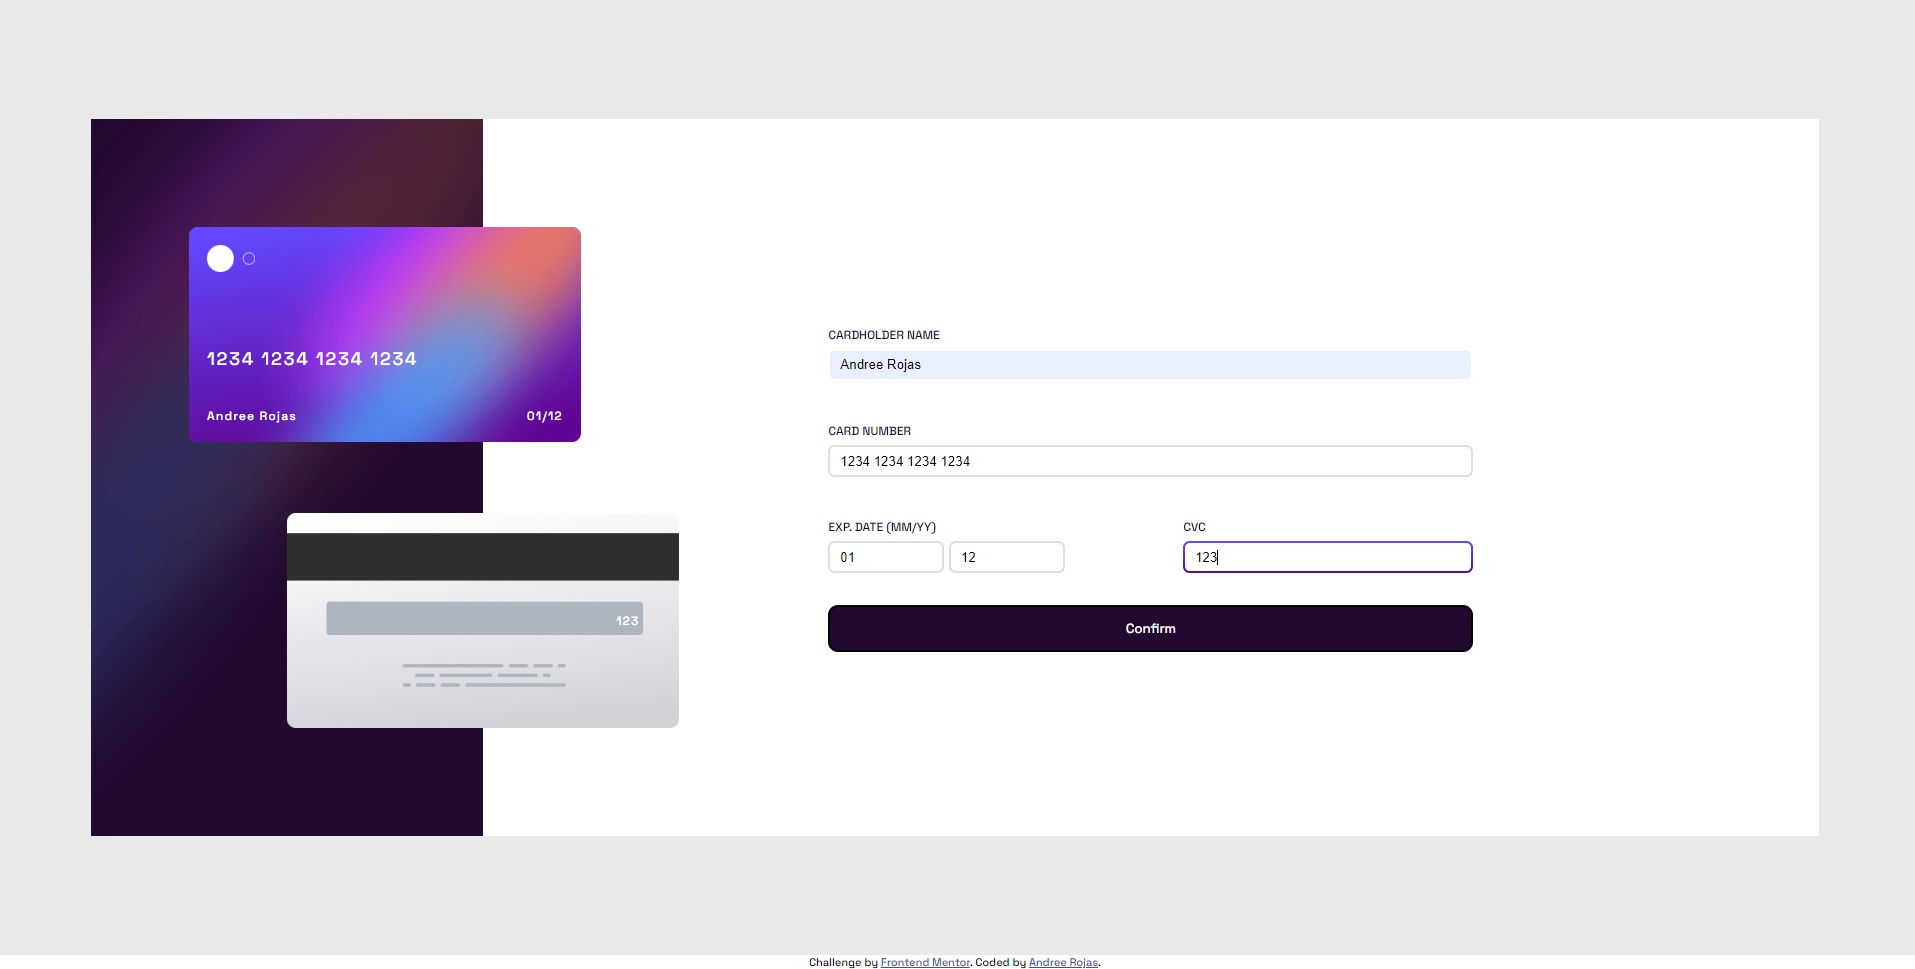 1234 1234 1234 1234
Andree Rojas 01/12
123
CARDHOLDER NAME
Andree Rojas
CARD NUMBER
1234 1234 1234 1234
EXP. DATE (MM/YY) CVC
01 12 123
Confirm
Challenge by Frontend Mentor. Coded by Andree Rojas.